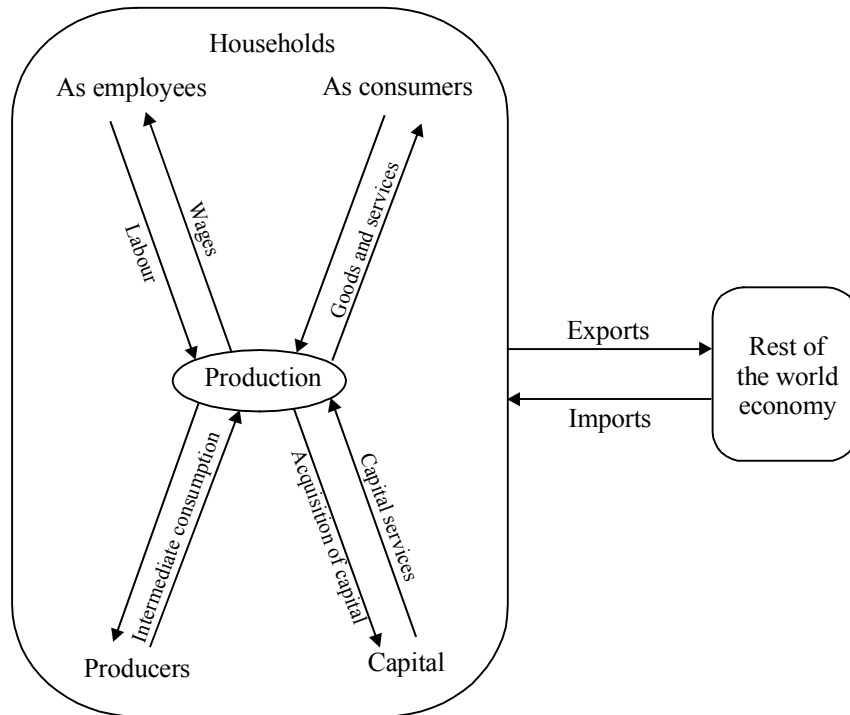 Households
As employees
As consumers
Labour
Wages
Goods and services
Production
Exports
Imports
Rest of
the world
economy
Intermediate consumption
Acquisition of capital
Capital services
Producers
Capital